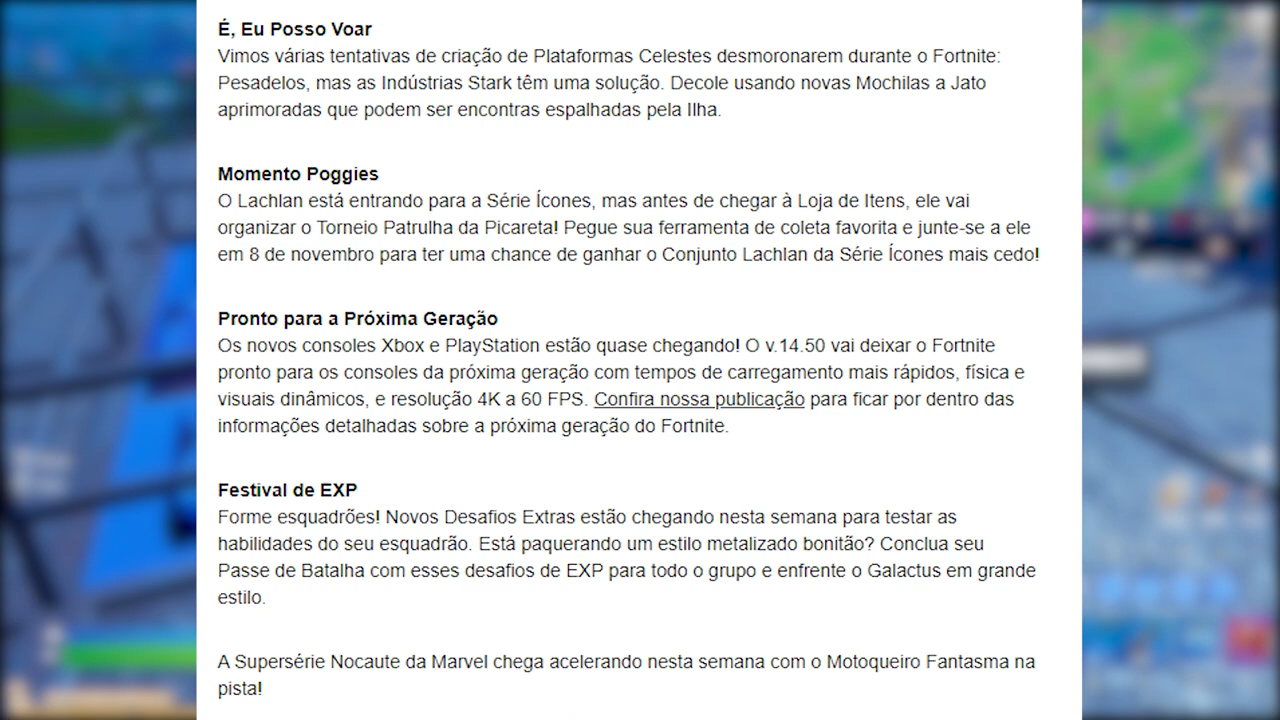 É, Eu Posso Voar
Vimos várias tentativas de criação de Plataformas Celestes desmoronarem durante o Fortnite:
Pesadelos, mas as Indústrias Stark têm uma solução. Decole usando novas Mochilas a Jato
aprimoradas que podem ser encontras espalhadas pela Ilha.
Momento Poggies
O Lachlan está entrando para a Série Ícones, mas antes de chegar à Loja de Itens, ele vai
organizar o Torneio Patrulha da Picareta! Pegue sua ferramenta de coleta favorita e junte-se a ele
em 8 de novembro para ter uma chance de ganhar o Conjunto Lachlan da Série Ícones mais cedo!
Pronto para a Próxima Geração
Os novos consoles Xbox e PlayStation estão quase chegando! O v.14.50 vai deixar o Fortnite
pronto para os consoles da próxima geração com tempos de carregamento mais rápidos, física e
visuais dinâmicos, e resolução 4K a 60 FPS. Confira nossa publicação para ficar por dentro das
informações detalhadas sobre a próxima geração do Fortnite.
Festival de EXP
Forme esquadrões! Novos Desafios Extras estão chegando nesta semana para testar as
habilidades do seu esquadrão. Está paquerando um estilo metalizado bonitão? Conclua seu
Passe de Batalha com esses desafios de EXP para todo o grupo e enfrente o Galactus em grande
estilo.
A Supersérie Nocaute da Marvel chega acelerando nesta semana com o Motoqueiro Fantasma na
pista!